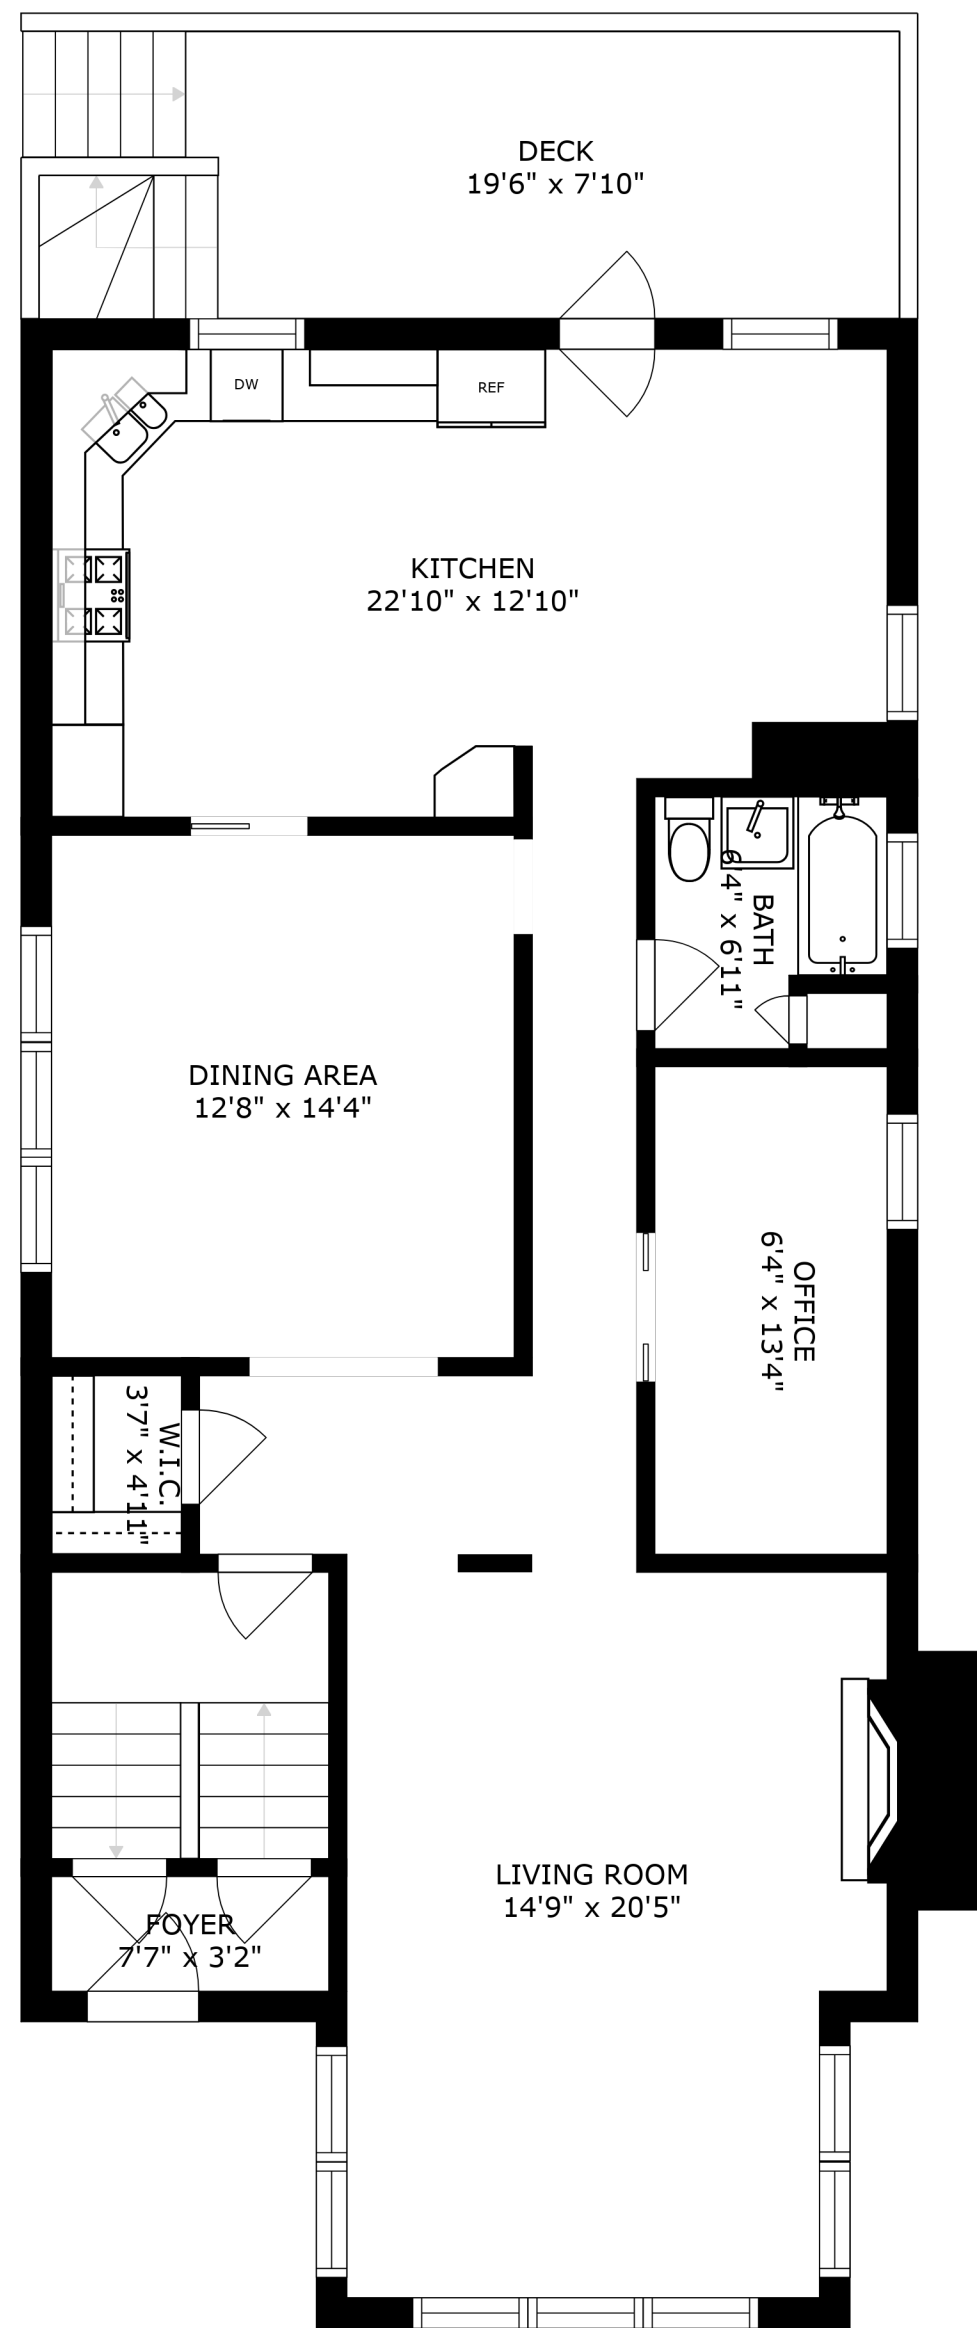 DECK
19'6" x 7'10"
DW
REF
KITCHEN
22'10" x 12'10"
BATH
6'4" x 6'11"
DINING AREA
12'8" x 14'4"
OFFICE
6'4" x 13'4"
W.I.C.
3'7" x 4'11"
LIVING ROOM
14'9" x 20'5"
FOYER
7'7" x 3'2"